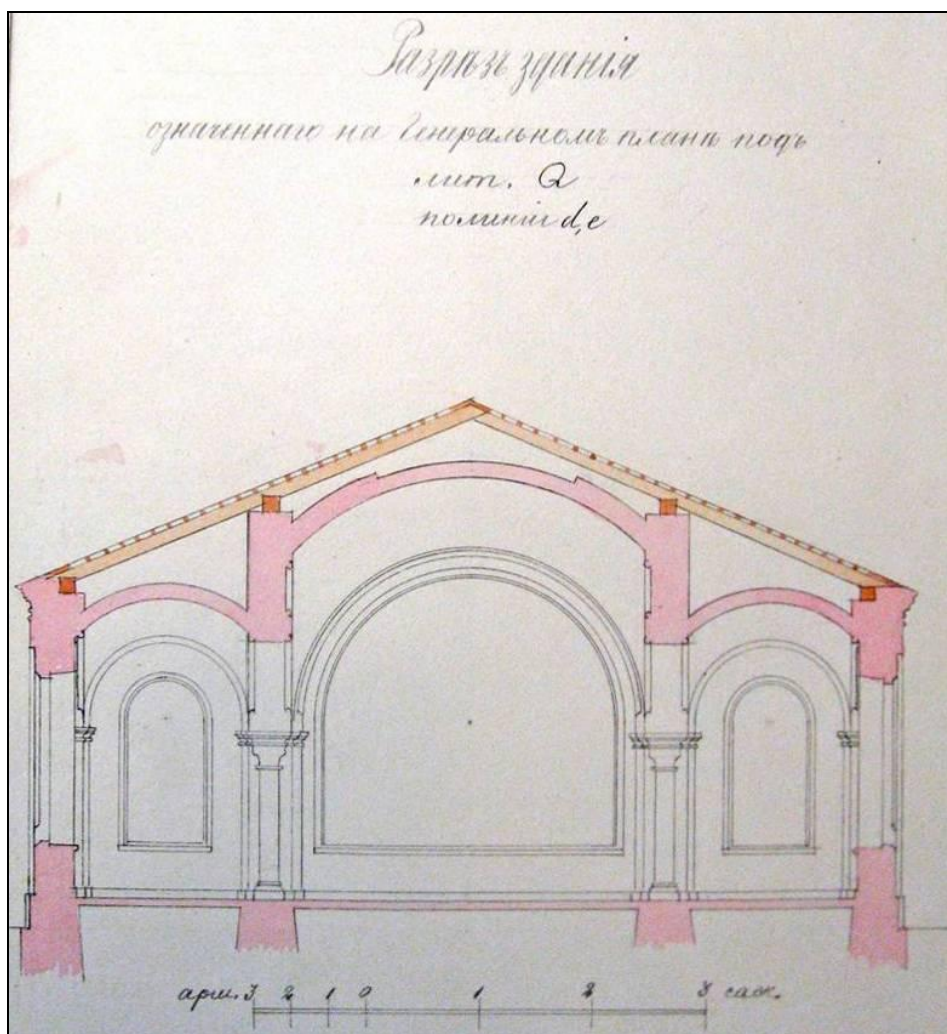 Разрѣзъ зданія
означеннаго на Генеральномъ планѣ подъ
лит. Q
по линіи d, e
арш. 3 2 1 0 1 2 3 саж.